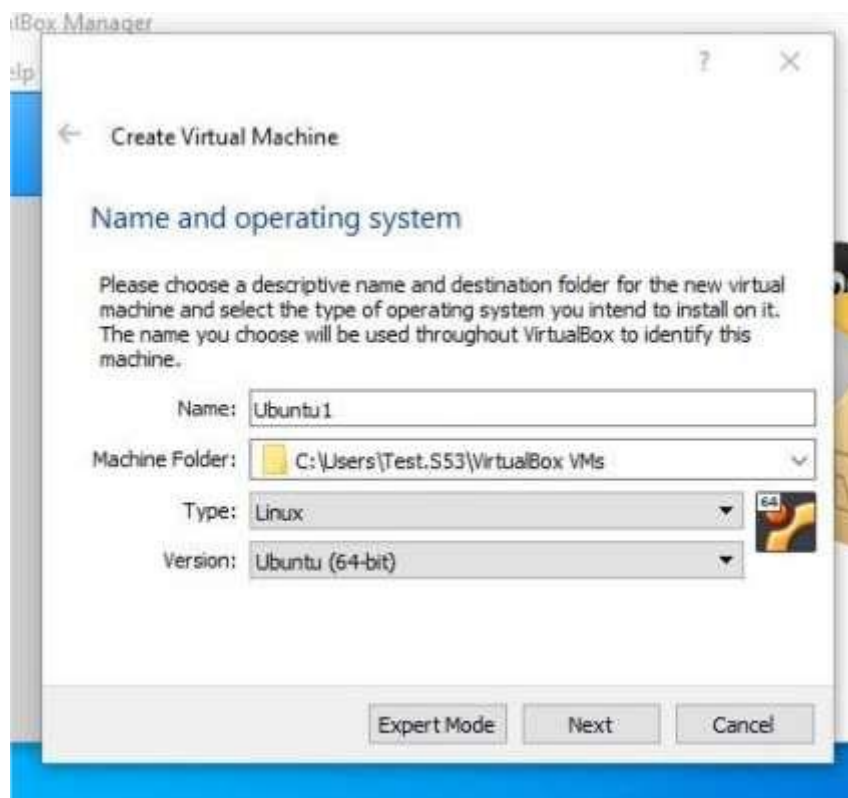 lBox Manager
elp
?
Create Virtual Machine
Name and operating system
Please choose a descriptive name and destination folder for the new virtual
machine and select the type of operating system you intend to install on it.
The name you choose will be used throughout VirtualBox to identify this
machine.
Name: Ubuntu1
Machine Folder: C:\Users\Test.S53\VirtualBox VMs
Type: Linux
64
Version: Ubuntu (64-bit)
Expert Mode Next Cancel